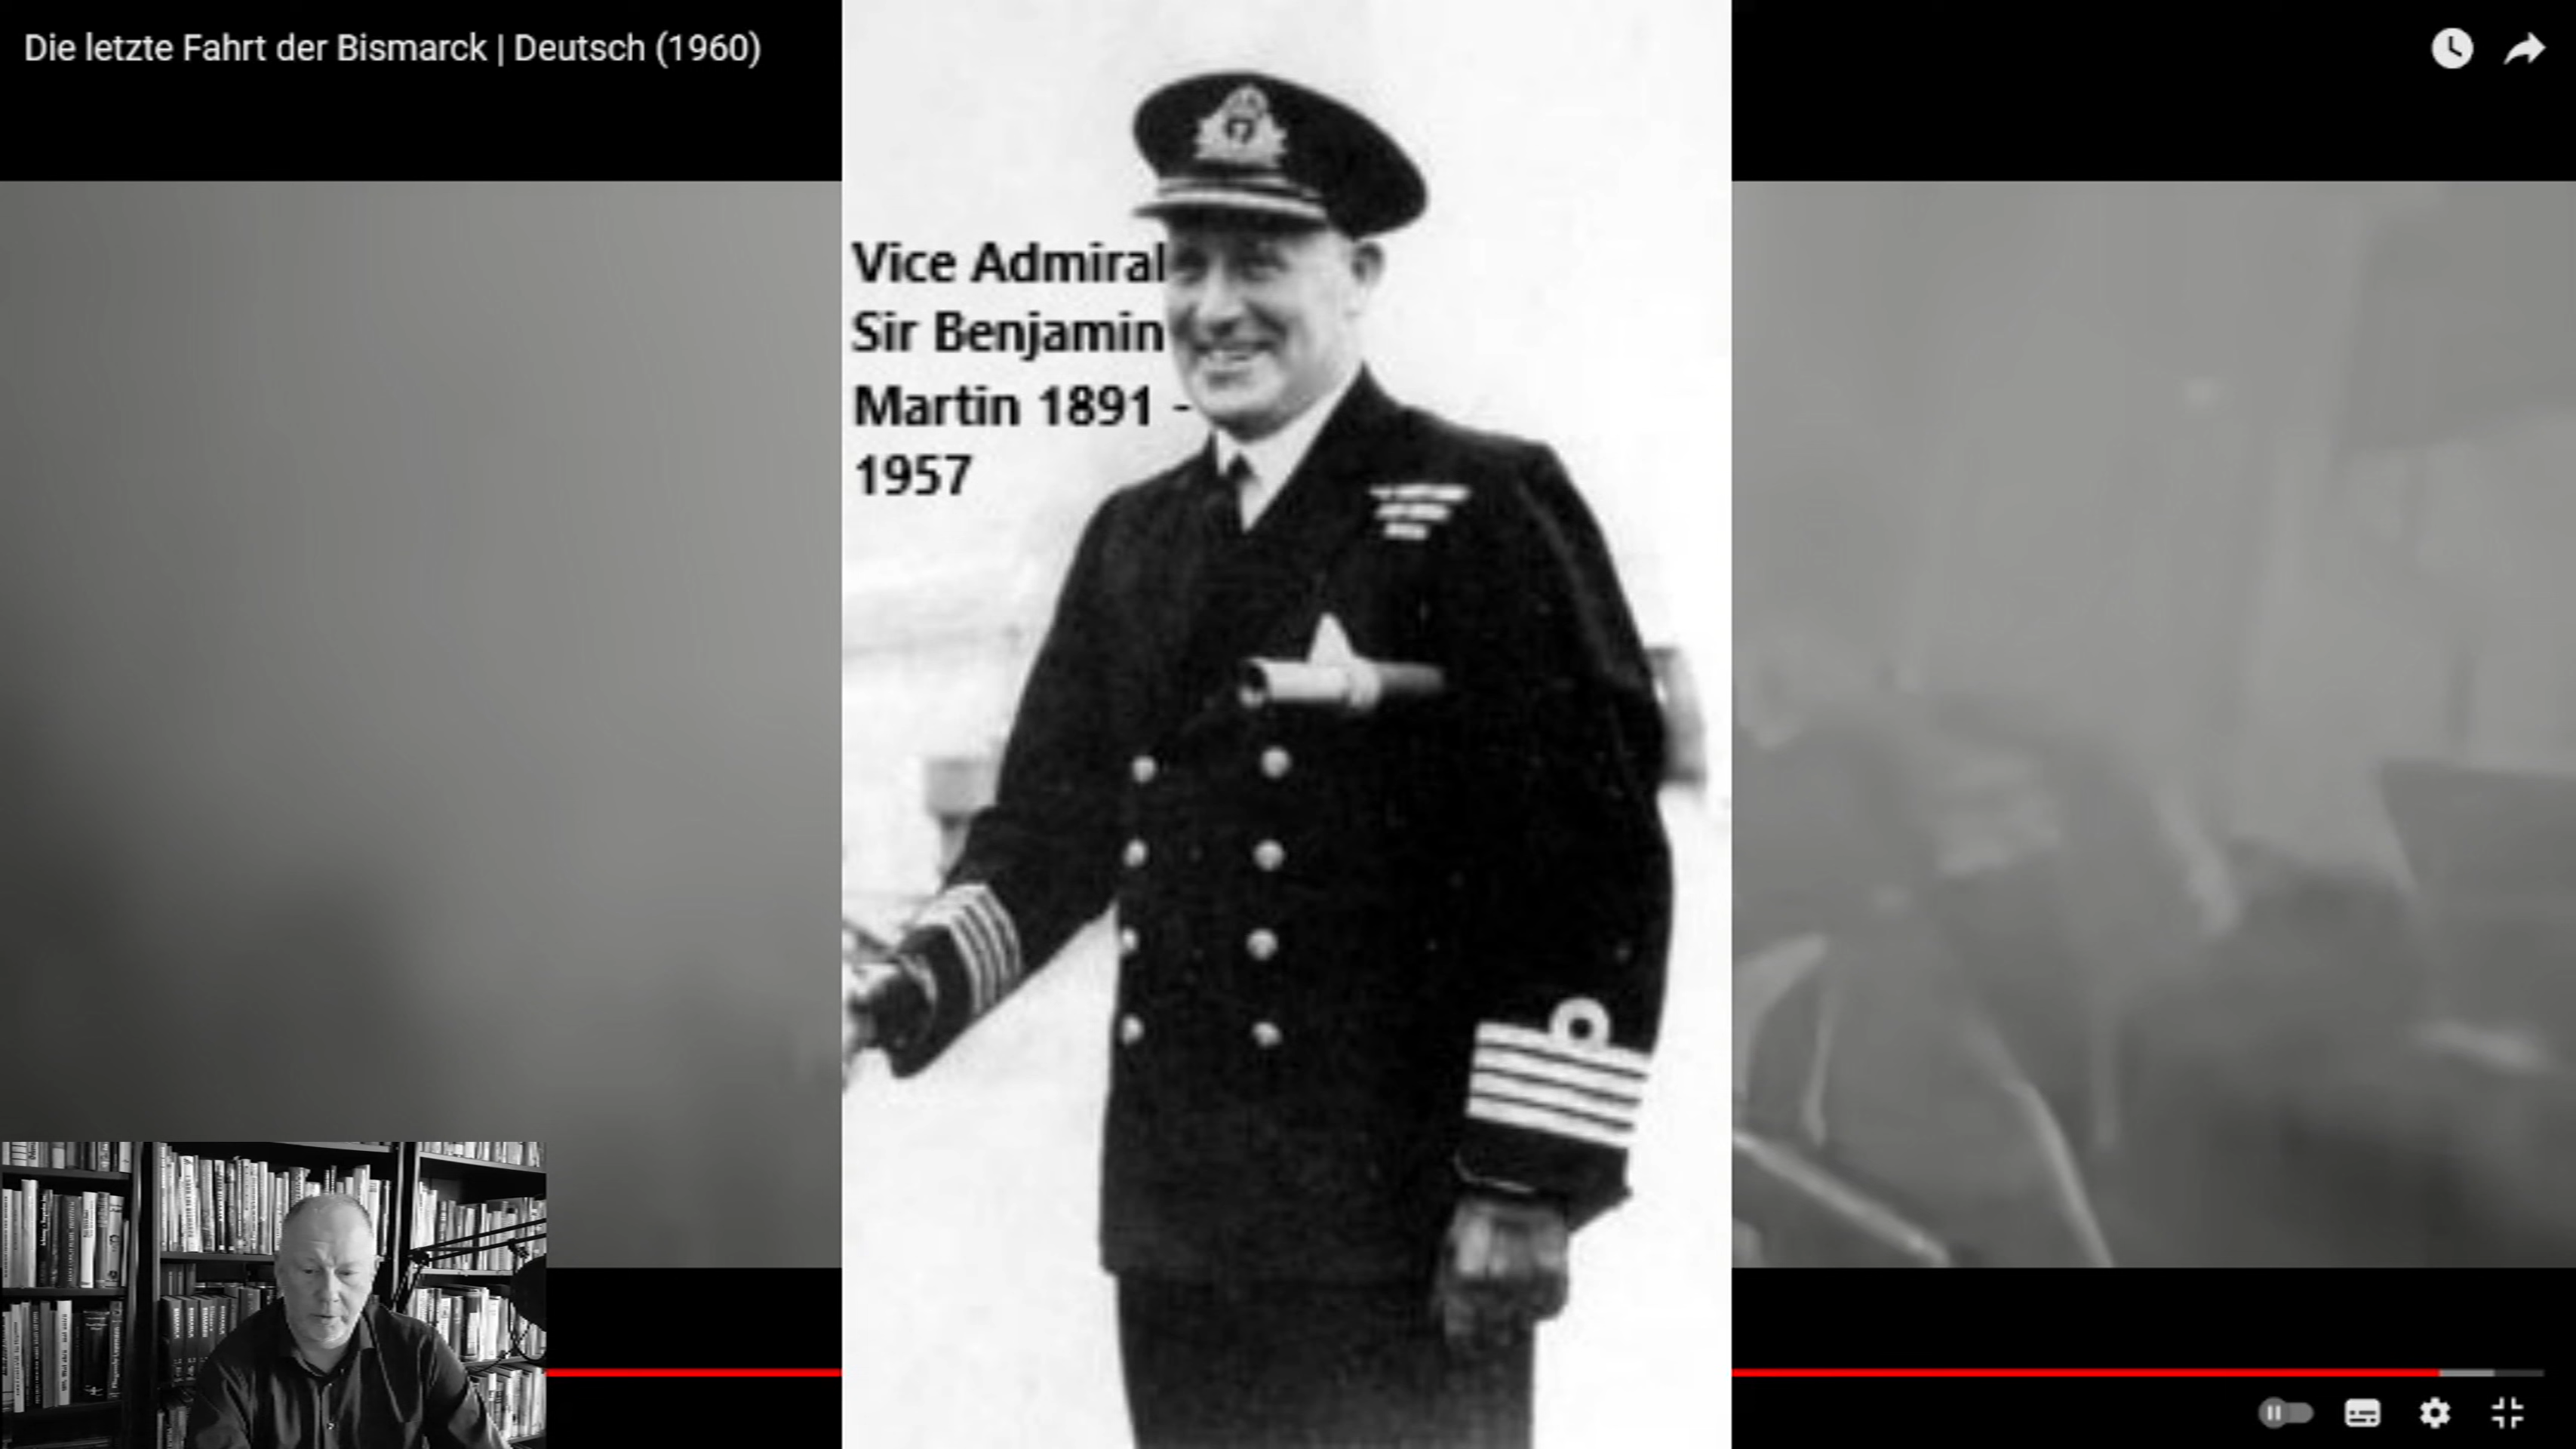 Die letzte Fahrt der Bismarck | Deutsch (1960)
Vice Admiral
Sir Benjamin
Martin 1891 -
1957